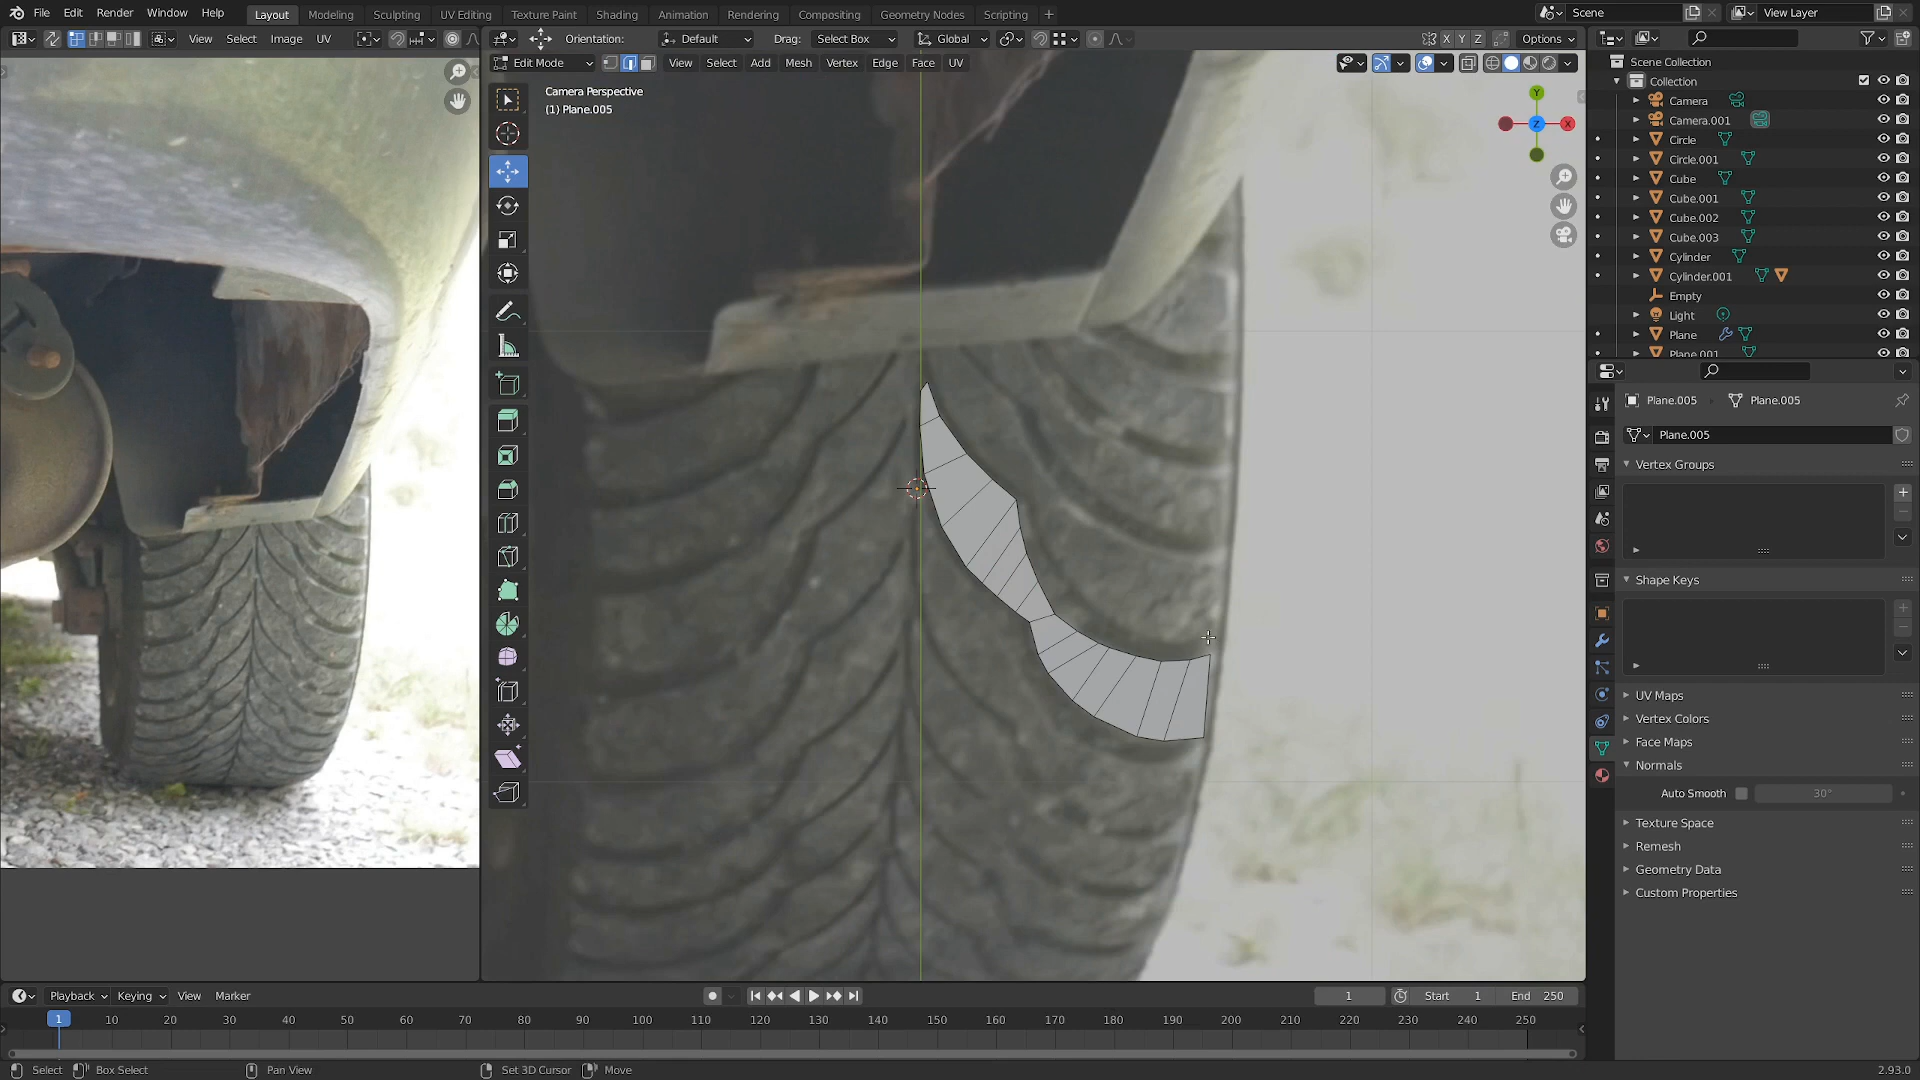 File Edit Render Window Help Layout Modeling Sculpting UV Editing Texture Paint Shading Animation Rendering Compositing Geometry Nodes Scripting + Scene View Layer
View Select Image UV Orientation: Default Drag: Select Box Global X Y Z Options
Edit Mode View Select Add Mesh Vertex Edge Face UV
Camera Perspective
(1) Plane.005
Y
Z
X
Scene Collection
Collection
Camera
Camera.001
Circle
Circle.001
Cube
Cube.001
Cube.002
Cube.003
Cylinder
Cylinder.001
Empty
Light
Plane
Plane.001
Plane.005 Plane.005
Plane.005
Vertex Groups
Shape Keys
UV Maps
Vertex Colors
Face Maps
Normals
Auto Smooth 30°
Texture Space
Remesh
Geometry Data
Custom Properties
Playback Keying View Marker 1 Start 1 End 250
1 10 20 30 40 50 60 70 80 90 100 110 120 130 140 150 160 170 180 190 200 210 220 230 240 250
Select Box Select Pan View Set 3D Cursor Move 2.93.0